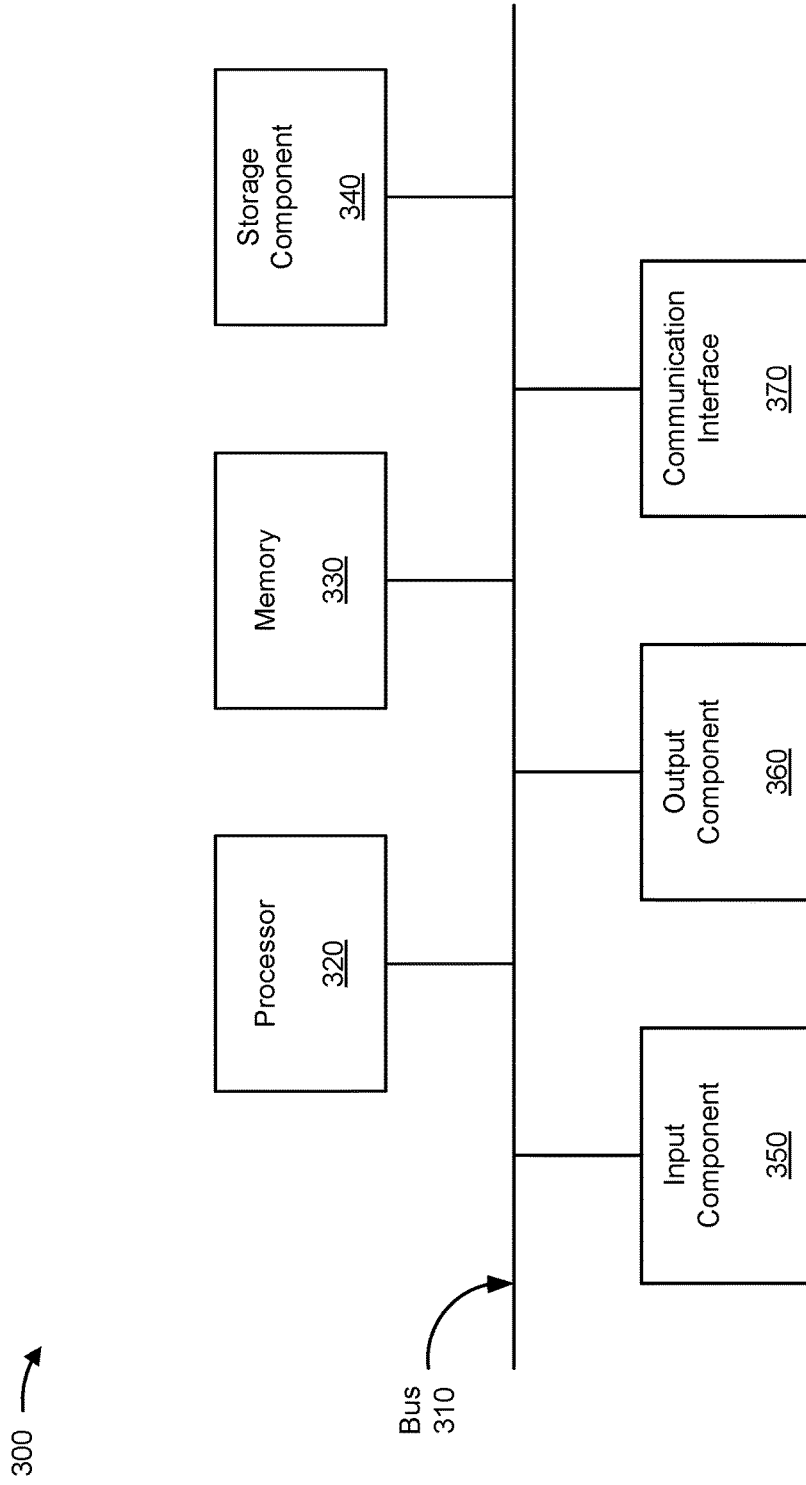 300
Processor
320
Memory
330
Storage
Component
340
Bus
310
Input
Component
350
Output
Component
360
Communication
Interface
370